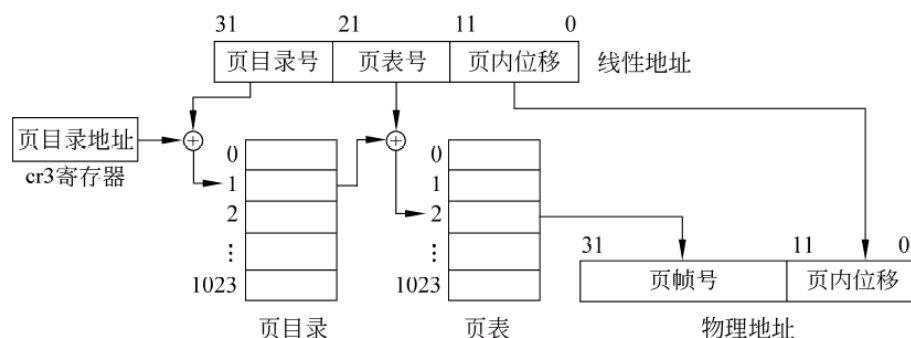 31 21 11 0
页目录号 页表号 页内位移 线性地址
页目录地址
cr3寄存器
0
1
2
⋮
1023
页目录
0
1
2
⋮
1023
页表
31 11 0
页帧号 页内位移
物理地址